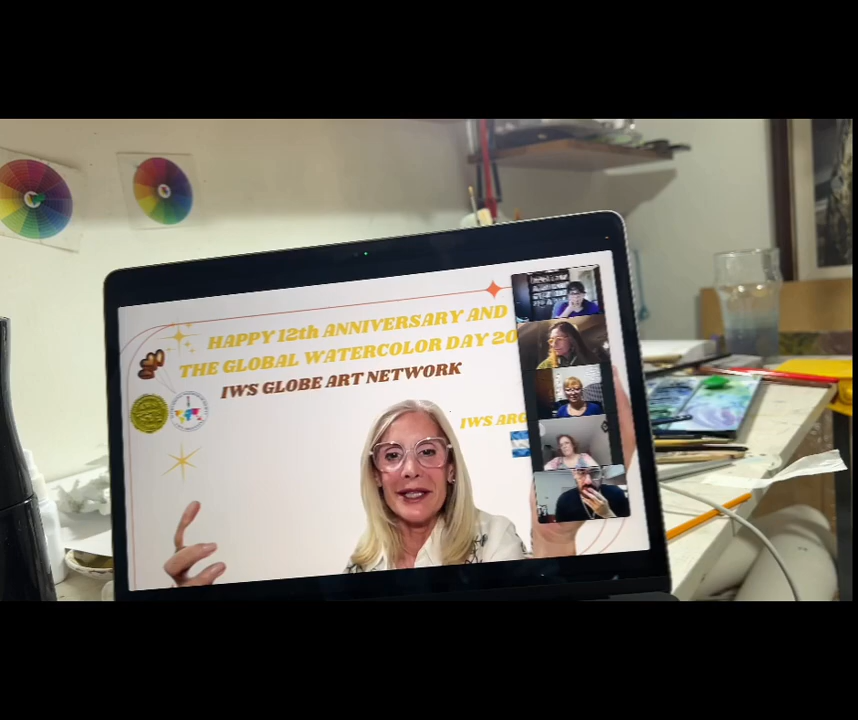 HAPPY 12th ANNIVERSARY AND
THE GLOBAL WATERCOLOR DAY 20
IWS GLOBE ART NETWORK
IWS ARG